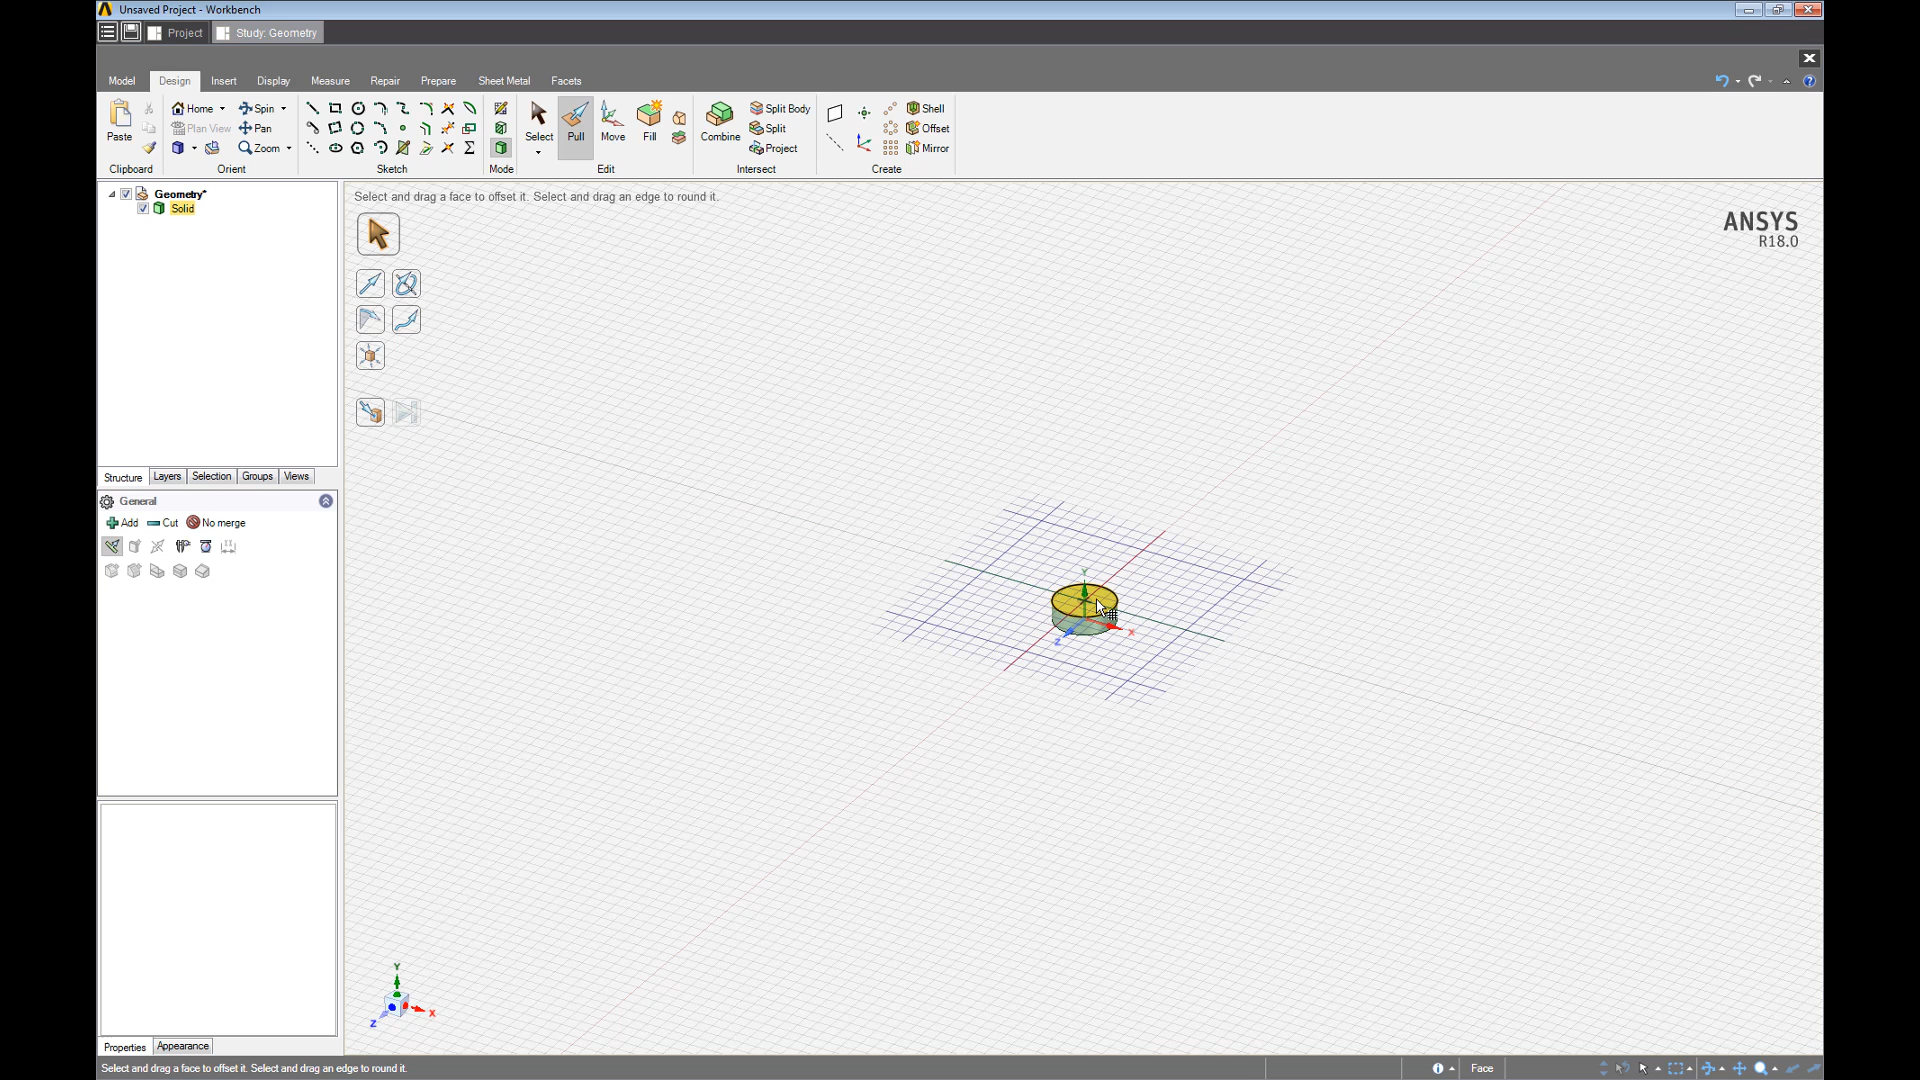 Unsaved Project - Workbench
Project
Study: Geometry
Model Design Insert Display Measure Repair Prepare Sheet Metal Facets
Paste
Clipboard
Home Spin
Plan View Pan
Zoom
Orient
Sketch
Mode
Select Pull Move Fill
Edit
Combine
Split Body
Split
Project
Intersect
Shell
Offset
Mirror
Create
Geometry*
Solid
Select and drag a face to offset it. Select and drag an edge to round it.
ANSYS
R18.0
Structure Layers Selection Groups Views
General
Add Cut No merge
Y
X
Z
Y
X
Z
Properties Appearance
Select and drag a face to offset it. Select and drag an edge to round it.
Face